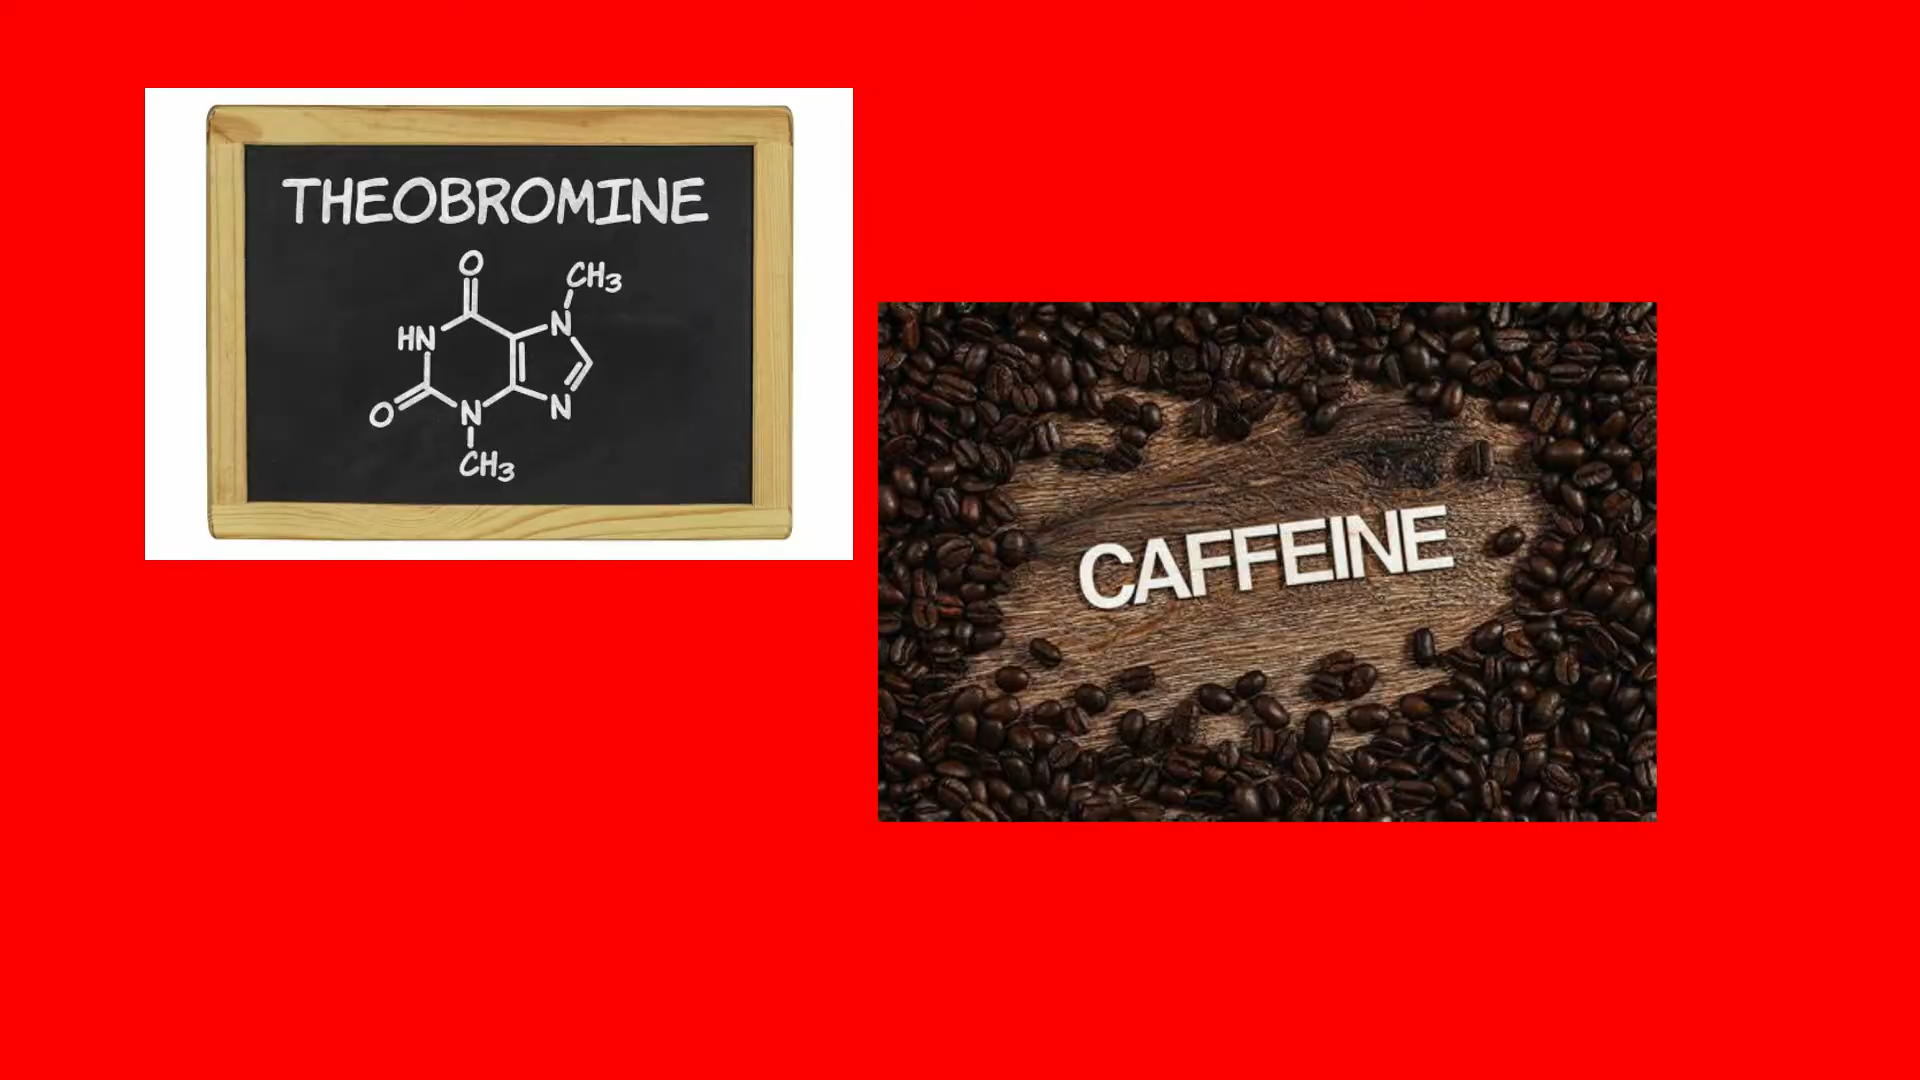 THEOBROMINE
O
CH3
HN
N
O
N
N
CH3
CAFFEINE